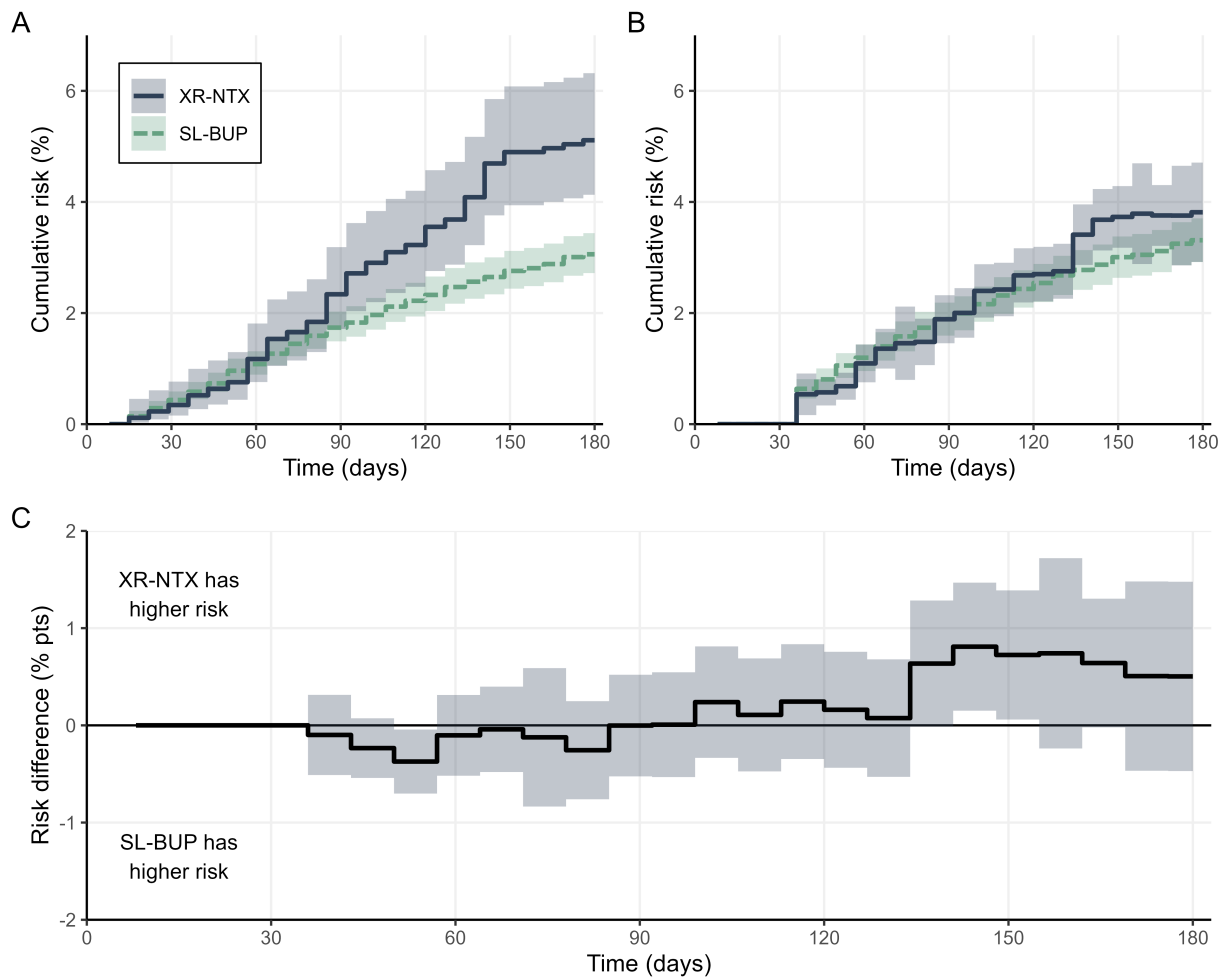 A
Cumulative risk (%)
6
4
2
0
XR-NTX
SL-BUP
0 30 60 90 120 150 180
Time (days)
B
Cumulative risk (%)
6
4
2
0
0 30 60 90 120 150 180
Time (days)
C
Risk difference (% pts)
2
1
0
-1
-2
XR-NTX has
higher risk
SL-BUP has
higher risk
0 30 60 90 120 150 180
Time (days)